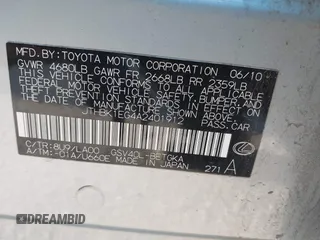 MFD. BY: TOYOTA MOTOR CORPORATION 06/10
GVWR 4680LB GAWR FR 2668LB RR 2359LB
THIS VEHICLE CONFORMS TO ALL APPLICABLE
FEDERAL MOTOR VEHICLE SAFETY, BUMPER, AND
THEFT PREVENTION STANDARDS IN EFFECT ON
THE DATE OF MANUFACTURE SHOWN ABOVE.
JTHBK1EG4A2401912 PASS. CAR
C/TR: 8U9/LA00 GSV40L-BETGKA
A/TM: -01A/U660E MADE IN JAPAN 271 A